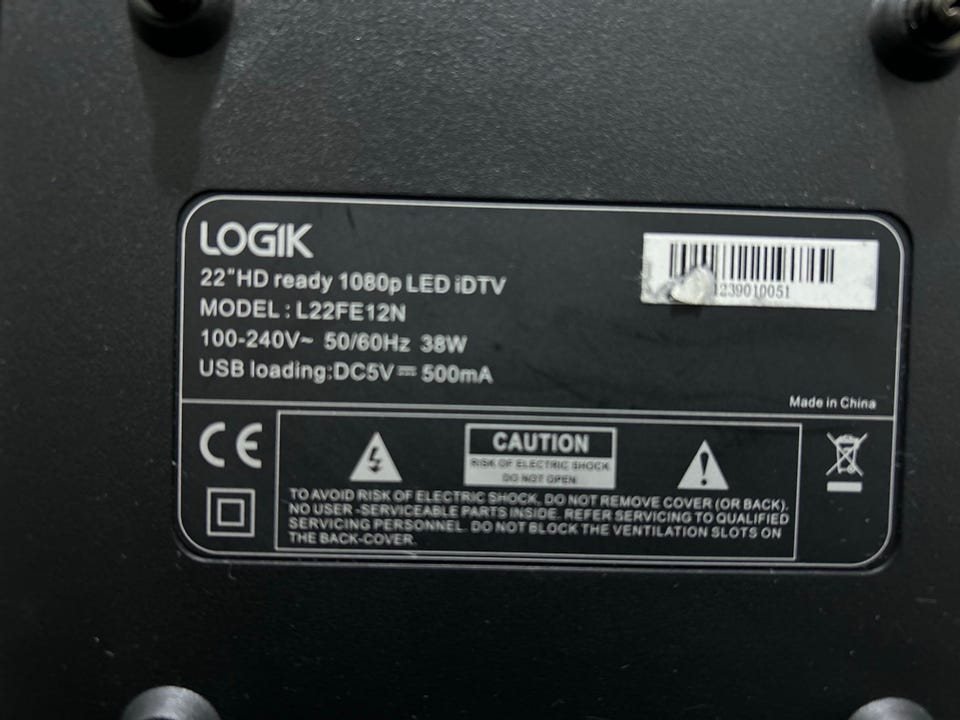 LOGIK
22"HD ready 1080p LED iDTV
MODEL : L22FE12N
100-240V~ 50/60Hz 38W
USB loading:DC5V⎓500mA
1239010051
Made in China
CE
CAUTION
RISK OF ELECTRIC SHOCK
DO NOT OPEN
TO AVOID RISK OF ELECTRIC SHOCK, DO NOT REMOVE COVER (OR BACK).
NO USER -SERVICEABLE PARTS INSIDE. REFER SERVICING TO QUALIFIED
SERVICING PERSONNEL. DO NOT BLOCK THE VENTILATION SLOTS ON
THE BACK-COVER.